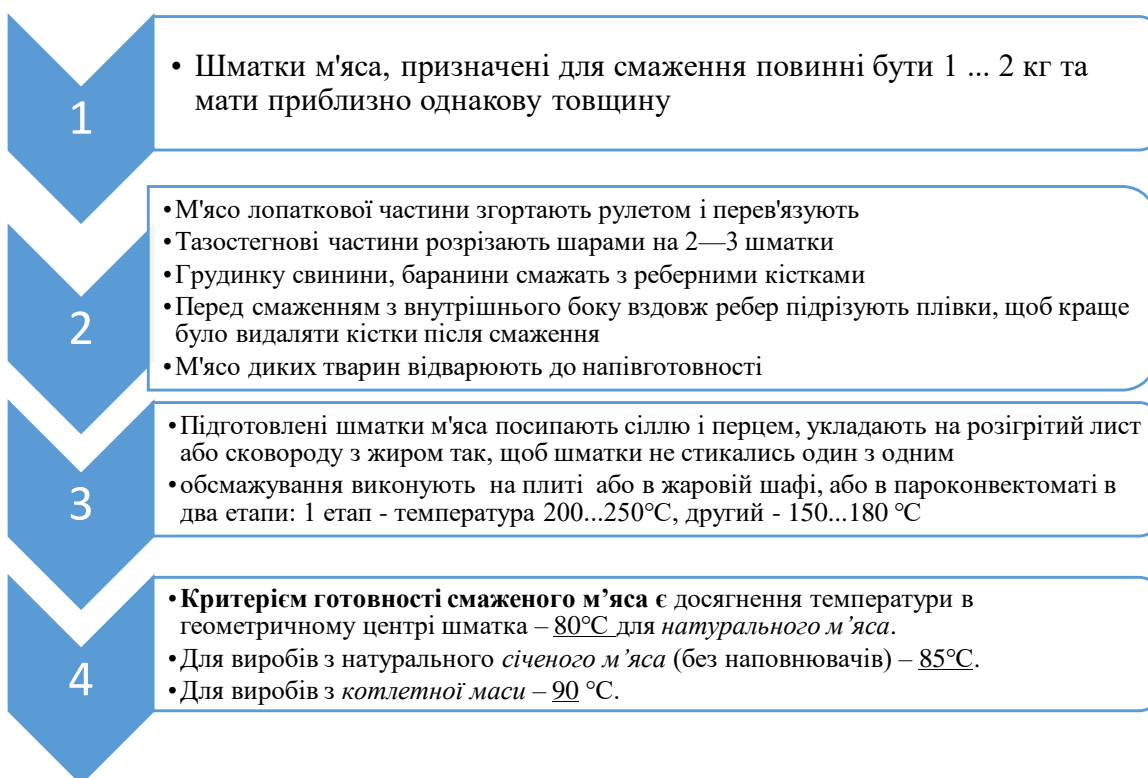 1
• Шматки м'яса, призначені для смаження повинні бути 1 ... 2 кг та
мати приблизно однакову товщину
2
•М'ясо лопаткової частини згортають рулетом і перев'язують
•Тазостегнові частини розрізають шарами на 2—3 шматки
•Грудинку свинини, баранини смажать з реберними кістками
•Перед смаженням з внутрішнього боку вздовж ребер підрізують плівки, щоб краще
було видаляти кістки після смаження
•М'ясо диких тварин відварюють до напівготовності
3
•Підготовлені шматки м'яса посипають сіллю і перцем, укладають на розігрітий лист
або сковороду з жиром так, щоб шматки не стикались один з одним
•обсмажування виконують на плиті або в жаровій шафі, або в пароконвектоматі в
два етапи: 1 етап - температура 200...250°С, другий - 150...180 °С
4
•Критерієм готовності смаженого м’яса є досягнення температури в
геометричному центрі шматка – 80°С для натурального м’яса.
•Для виробів з натурального січеного м’яса (без наповнювачів) – 85°С.
•Для виробів з котлетної маси – 90 °С.